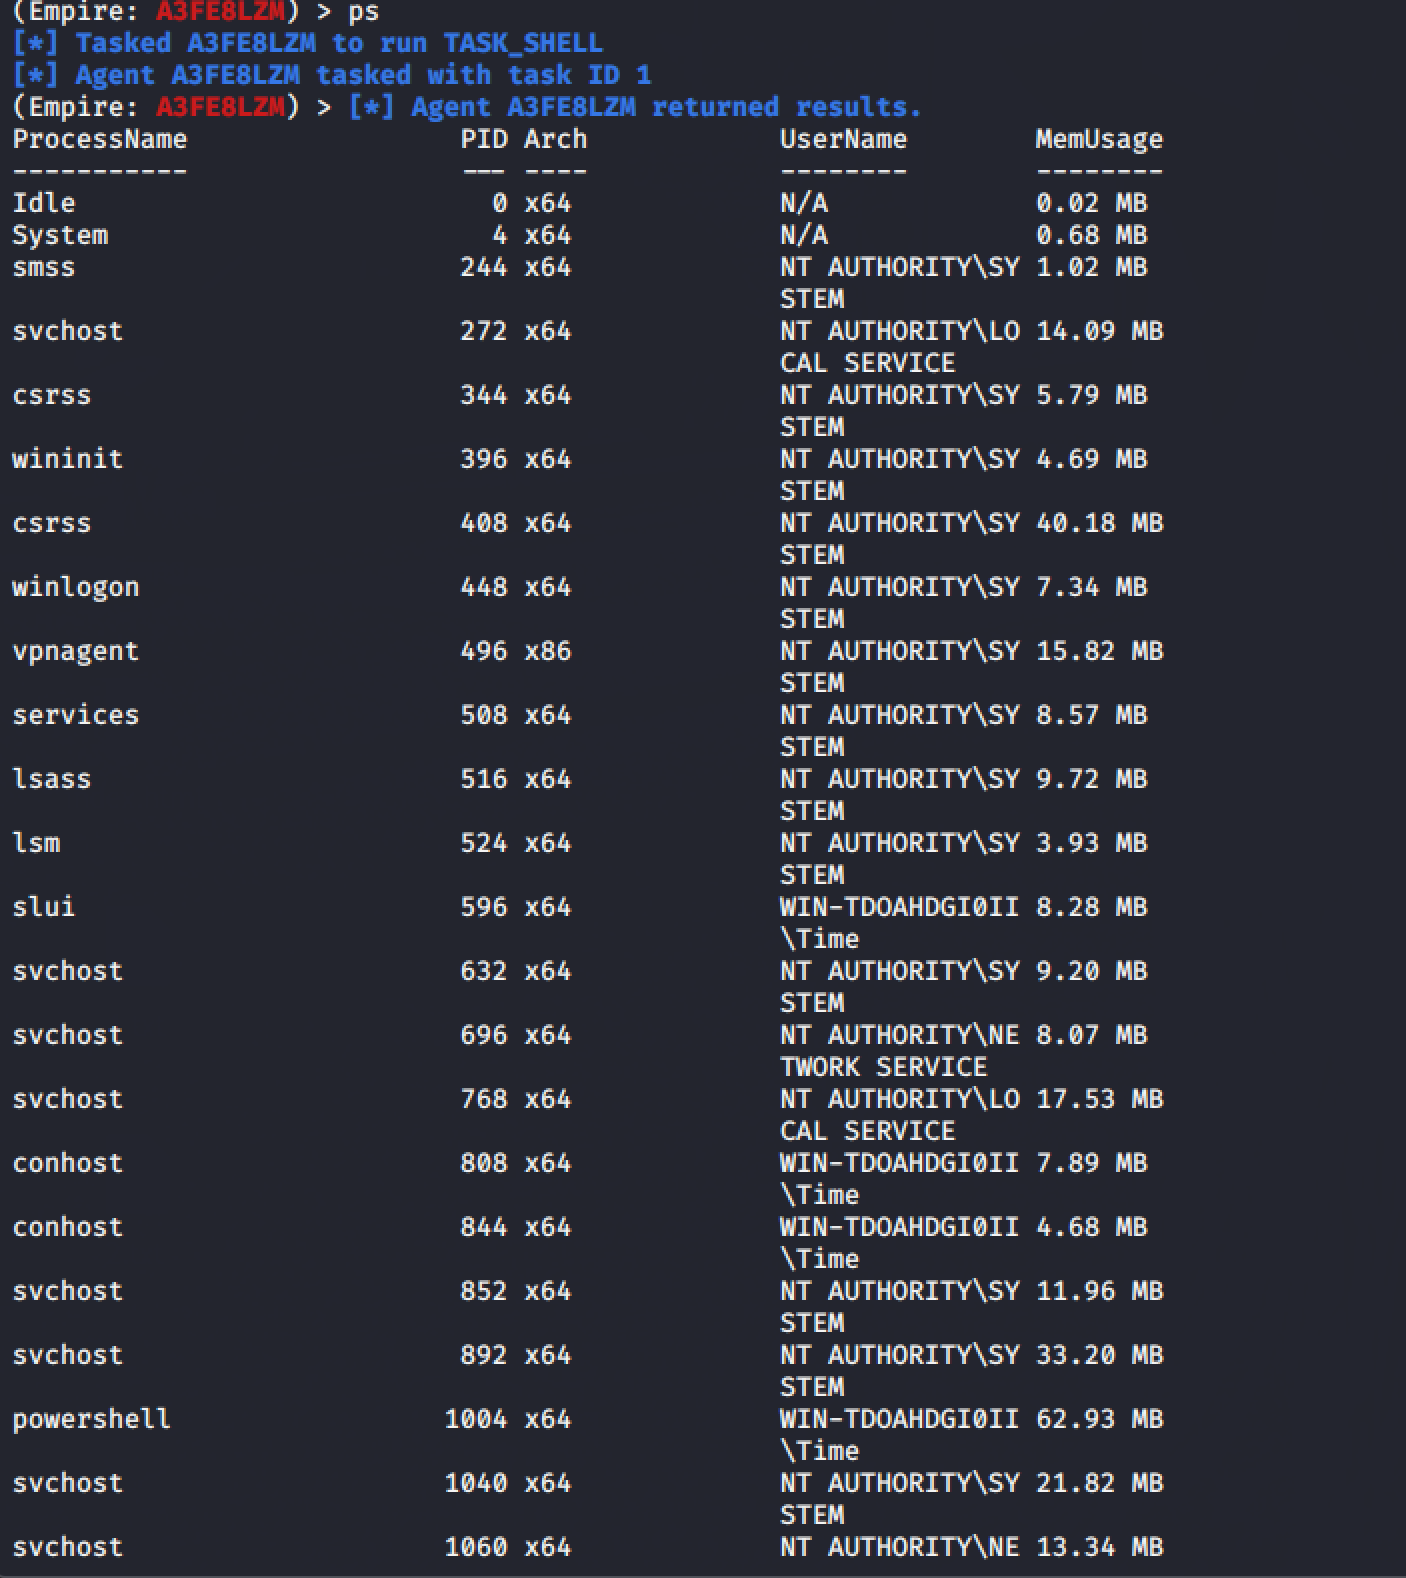 (Empire: A3FE8LZM) > ps
[*] Tasked A3FE8LZM to run TASK_SHELL
[*] Agent A3FE8LZM tasked with task ID 1
(Empire: A3FE8LZM) > [*] Agent A3FE8LZM returned results.
ProcessName                 PID Arch            UserName        MemUsage
-----------                 --- ----            --------        --------
Idle                          0 x64             N/A             0.02 MB
System                        4 x64             N/A             0.68 MB
smss                        244 x64             NT AUTHORITY\SY 1.02 MB
                                                STEM
svchost                     272 x64             NT AUTHORITY\LO 14.09 MB
                                                CAL SERVICE
csrss                       344 x64             NT AUTHORITY\SY 5.79 MB
                                                STEM
wininit                     396 x64             NT AUTHORITY\SY 4.69 MB
                                                STEM
csrss                       408 x64             NT AUTHORITY\SY 40.18 MB
                                                STEM
winlogon                    448 x64             NT AUTHORITY\SY 7.34 MB
                                                STEM
vpnagent                    496 x86             NT AUTHORITY\SY 15.82 MB
                                                STEM
services                    508 x64             NT AUTHORITY\SY 8.57 MB
                                                STEM
lsass                       516 x64             NT AUTHORITY\SY 9.72 MB
                                                STEM
lsm                         524 x64             NT AUTHORITY\SY 3.93 MB
                                                STEM
slui                        596 x64             WIN-TDOAHDGI0II 8.28 MB
                                                \Time
svchost                     632 x64             NT AUTHORITY\SY 9.20 MB
                                                STEM
svchost                     696 x64             NT AUTHORITY\NE 8.07 MB
                                                TWORK SERVICE
svchost                     768 x64             NT AUTHORITY\LO 17.53 MB
                                                CAL SERVICE
conhost                     808 x64             WIN-TDOAHDGI0II 7.89 MB
                                                \Time
conhost                     844 x64             WIN-TDOAHDGI0II 4.68 MB
                                                \Time
svchost                     852 x64             NT AUTHORITY\SY 11.96 MB
                                                STEM
svchost                     892 x64             NT AUTHORITY\SY 33.20 MB
                                                STEM
powershell                 1004 x64             WIN-TDOAHDGI0II 62.93 MB
                                                \Time
svchost                    1040 x64             NT AUTHORITY\SY 21.82 MB
                                                STEM
svchost                    1060 x64             NT AUTHORITY\NE 13.34 MB